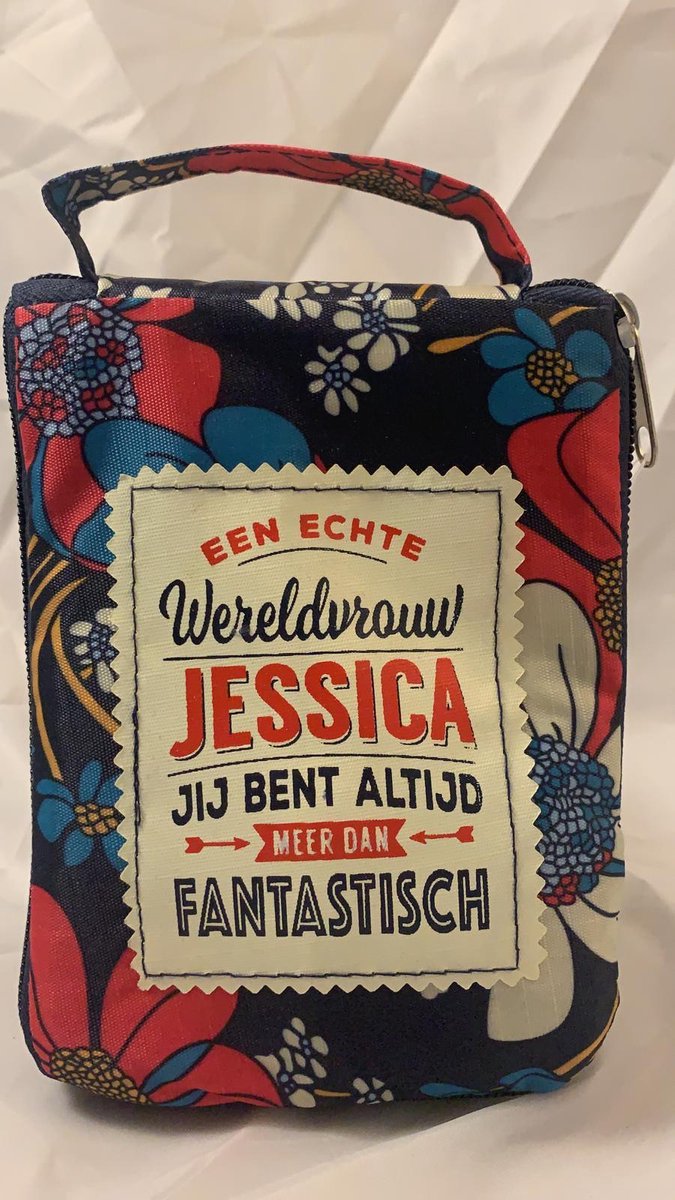 EEN ECHTE
Wereldvrouw
JESSICA
JIJ BENT ALTIJD
MEER DAN
FANTASTISCH